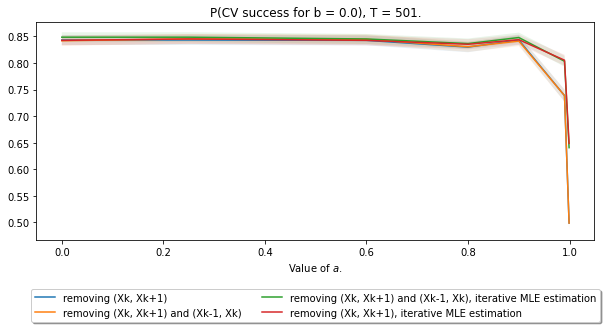 P(CV success for b = 0.0), T = 501.
0.85
0.80
0.75
0.70
0.65
0.60
0.55
0.50
0.0 0.2 0.4 0.6 0.8 1.0
Value of a.
removing (Xk, Xk+1) removing (Xk, Xk+1) and (Xk-1, Xk), iterative MLE estimation
removing (Xk, Xk+1) and (Xk-1, Xk) removing (Xk, Xk+1), iterative MLE estimation